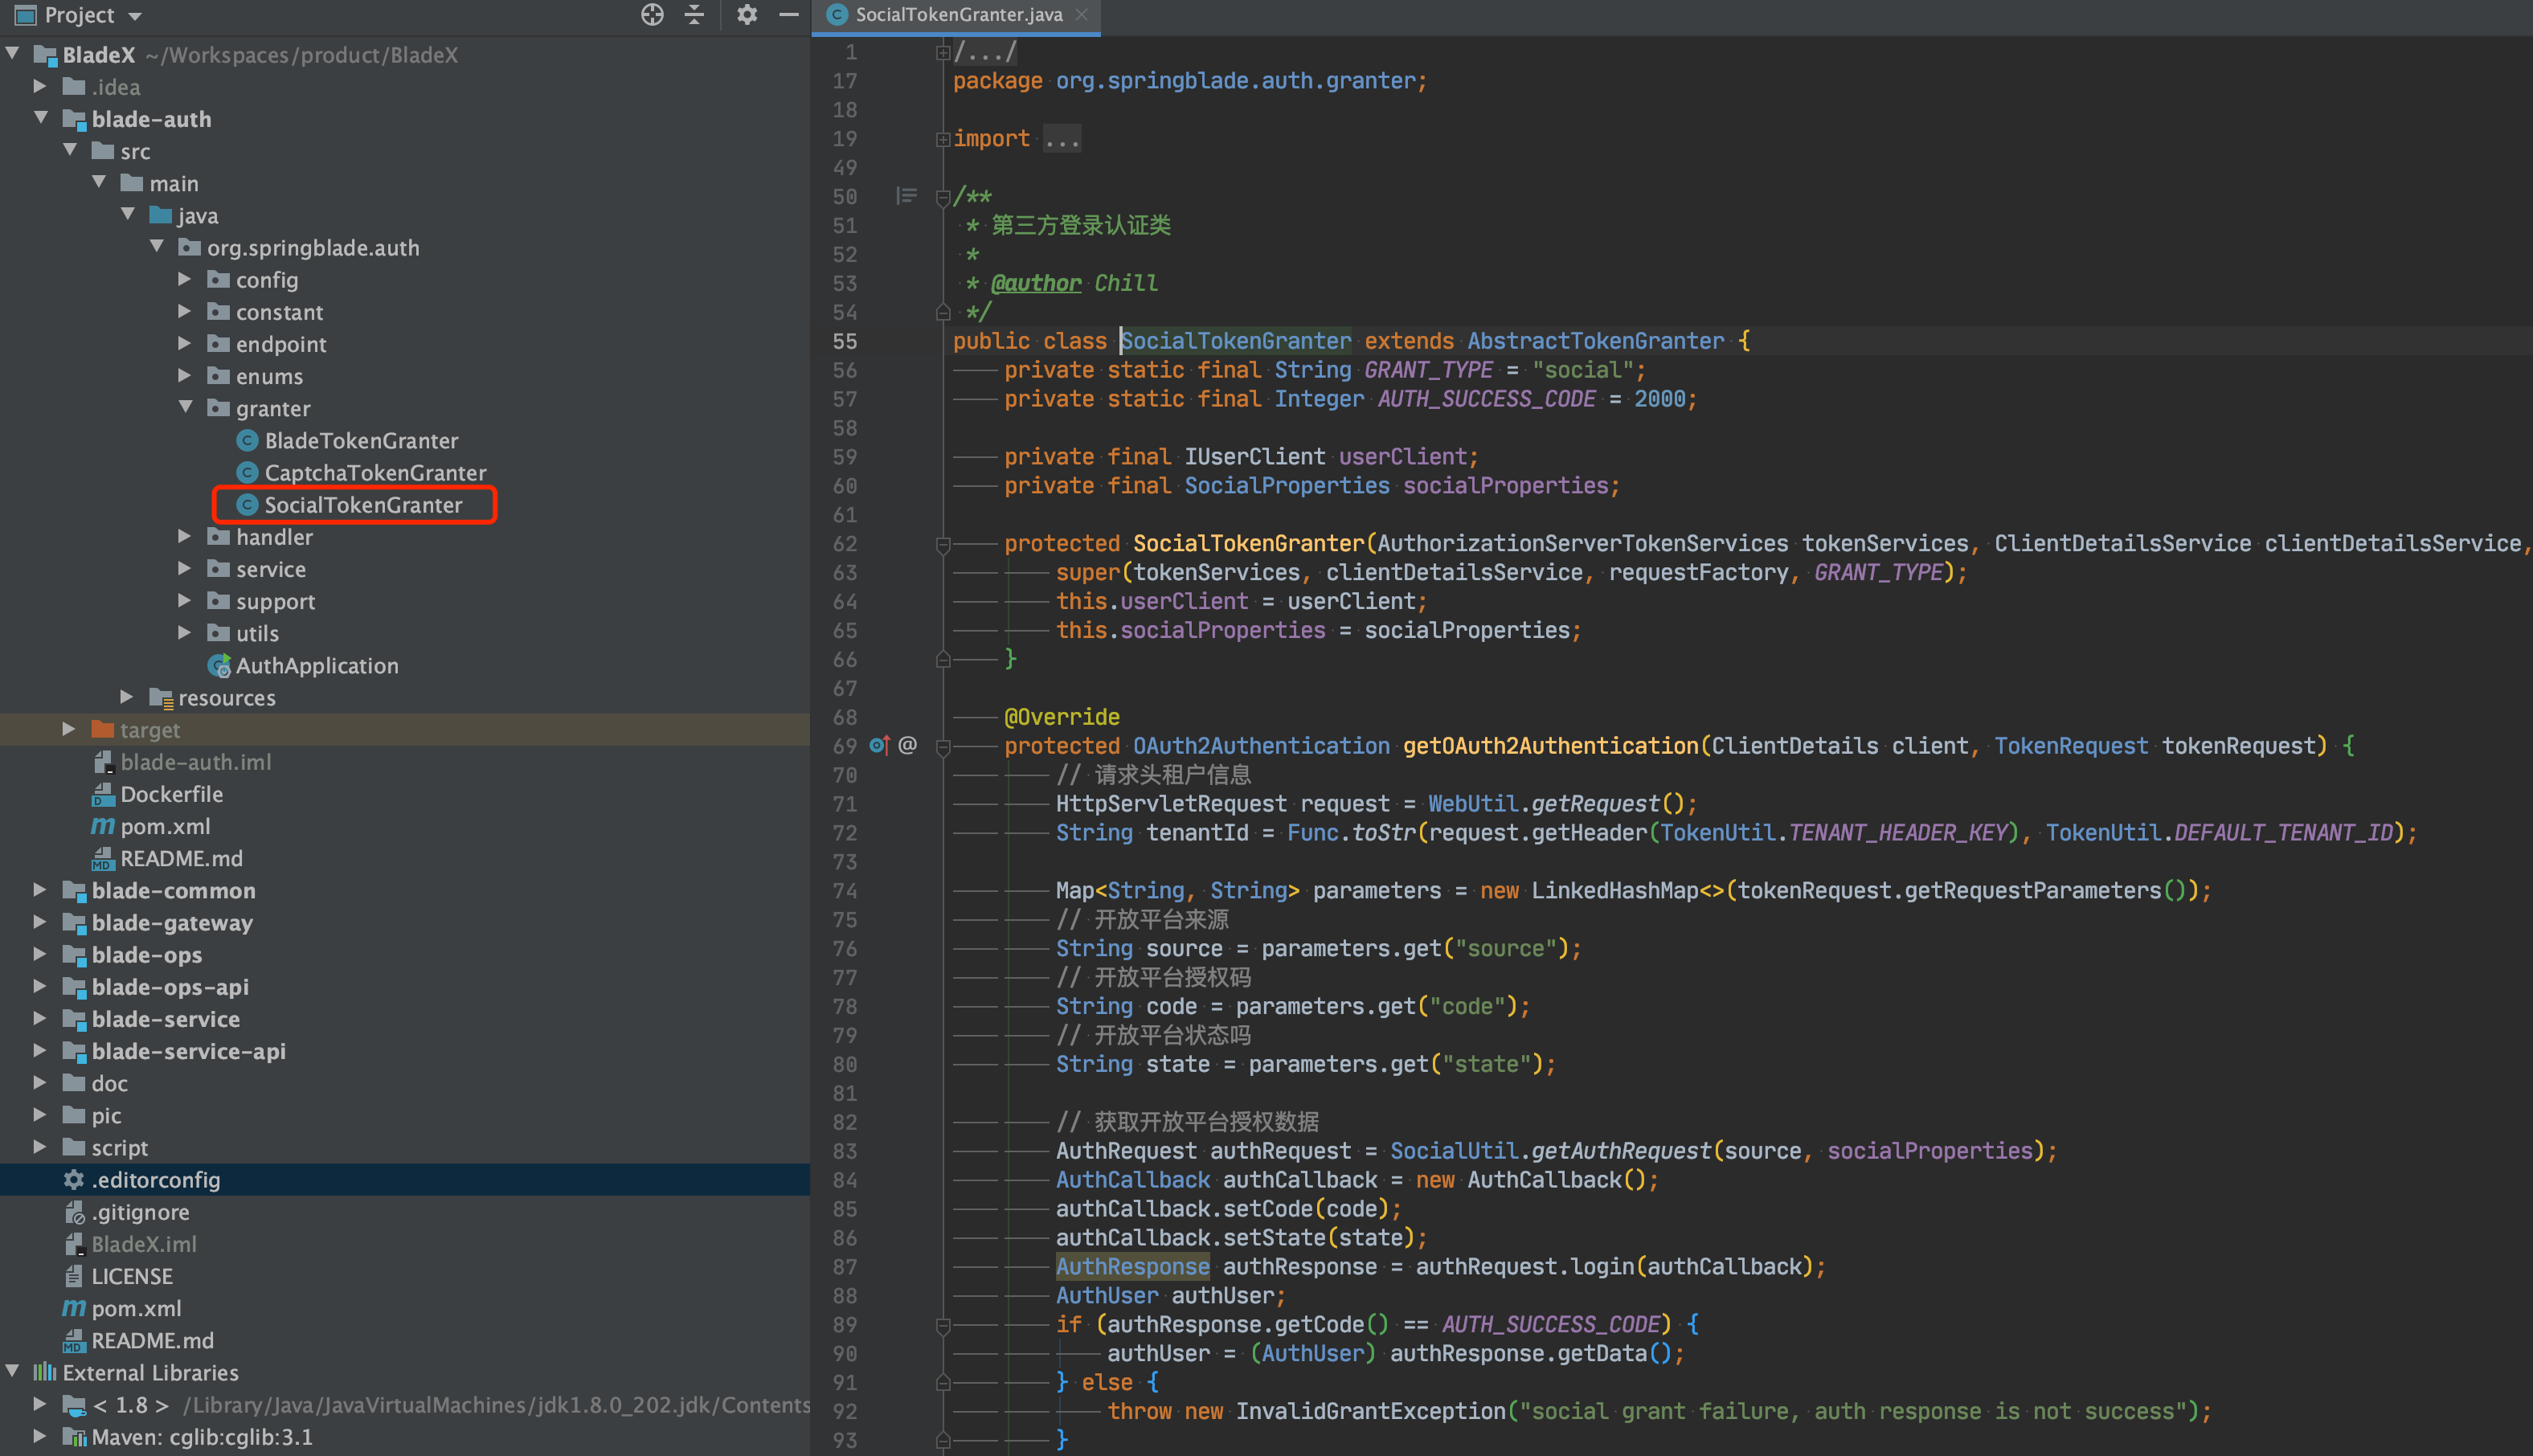 Project
BladeX ~/Workspaces/product/BladeX
.idea
blade-auth
src
main
java
org.springblade.auth
config
constant
endpoint
enums
granter
BladeTokenGranter
CaptchaTokenGranter
SocialTokenGranter
handler
service
support
utils
AuthApplication
resources
target
blade-auth.iml
Dockerfile
pom.xml
README.md
blade-common
blade-gateway
blade-ops
blade-ops-api
blade-service
blade-service-api
doc
pic
script
.editorconfig
.gitignore
BladeX.iml
LICENSE
pom.xml
README.md
External Libraries
< 1.8 > /Library/Java/JavaVirtualMachines/jdk1.8.0_202.jdk/Contents
Maven: cglib:cglib:3.1
SocialTokenGranter.java
1 /.../
17 package org.springblade.auth.granter;
18
19 import ...
49
50 /**
51 * 第三方登录认证类
52 *
53 * @author Chill
54 */
55 public class SocialTokenGranter extends AbstractTokenGranter {
56 private static final String GRANT_TYPE = "social";
57 private static final Integer AUTH_SUCCESS_CODE = 2000;
58
59 private final IUserClient userClient;
60 private final SocialProperties socialProperties;
61
62 protected SocialTokenGranter(AuthorizationServerTokenServices tokenServices, ClientDetailsService clientDetailsService,
63 super(tokenServices, clientDetailsService, requestFactory, GRANT_TYPE);
64 this.userClient = userClient;
65 this.socialProperties = socialProperties;
66 }
67
68 @Override
69 @ protected OAuth2Authentication getOAuth2Authentication(ClientDetails client, TokenRequest tokenRequest) {
70 // 请求头租户信息
71 HttpServletRequest request = WebUtil.getRequest();
72 String tenantId = Func.toStr(request.getHeader(TokenUtil.TENANT_HEADER_KEY), TokenUtil.DEFAULT_TENANT_ID);
73
74 Map<String, String> parameters = new LinkedHashMap<>(tokenRequest.getRequestParameters());
75 // 开放平台来源
76 String source = parameters.get("source");
77 // 开放平台授权码
78 String code = parameters.get("code");
79 // 开放平台状态吗
80 String state = parameters.get("state");
81
82 // 获取开放平台授权数据
83 AuthRequest authRequest = SocialUtil.getAuthRequest(source, socialProperties);
84 AuthCallback authCallback = new AuthCallback();
85 authCallback.setCode(code);
86 authCallback.setState(state);
87 AuthResponse authResponse = authRequest.login(authCallback);
88 AuthUser authUser;
89 if (authResponse.getCode() == AUTH_SUCCESS_CODE) {
90 authUser = (AuthUser) authResponse.getData();
91 } else {
92 throw new InvalidGrantException("social grant failure, auth response is not success");
93 }